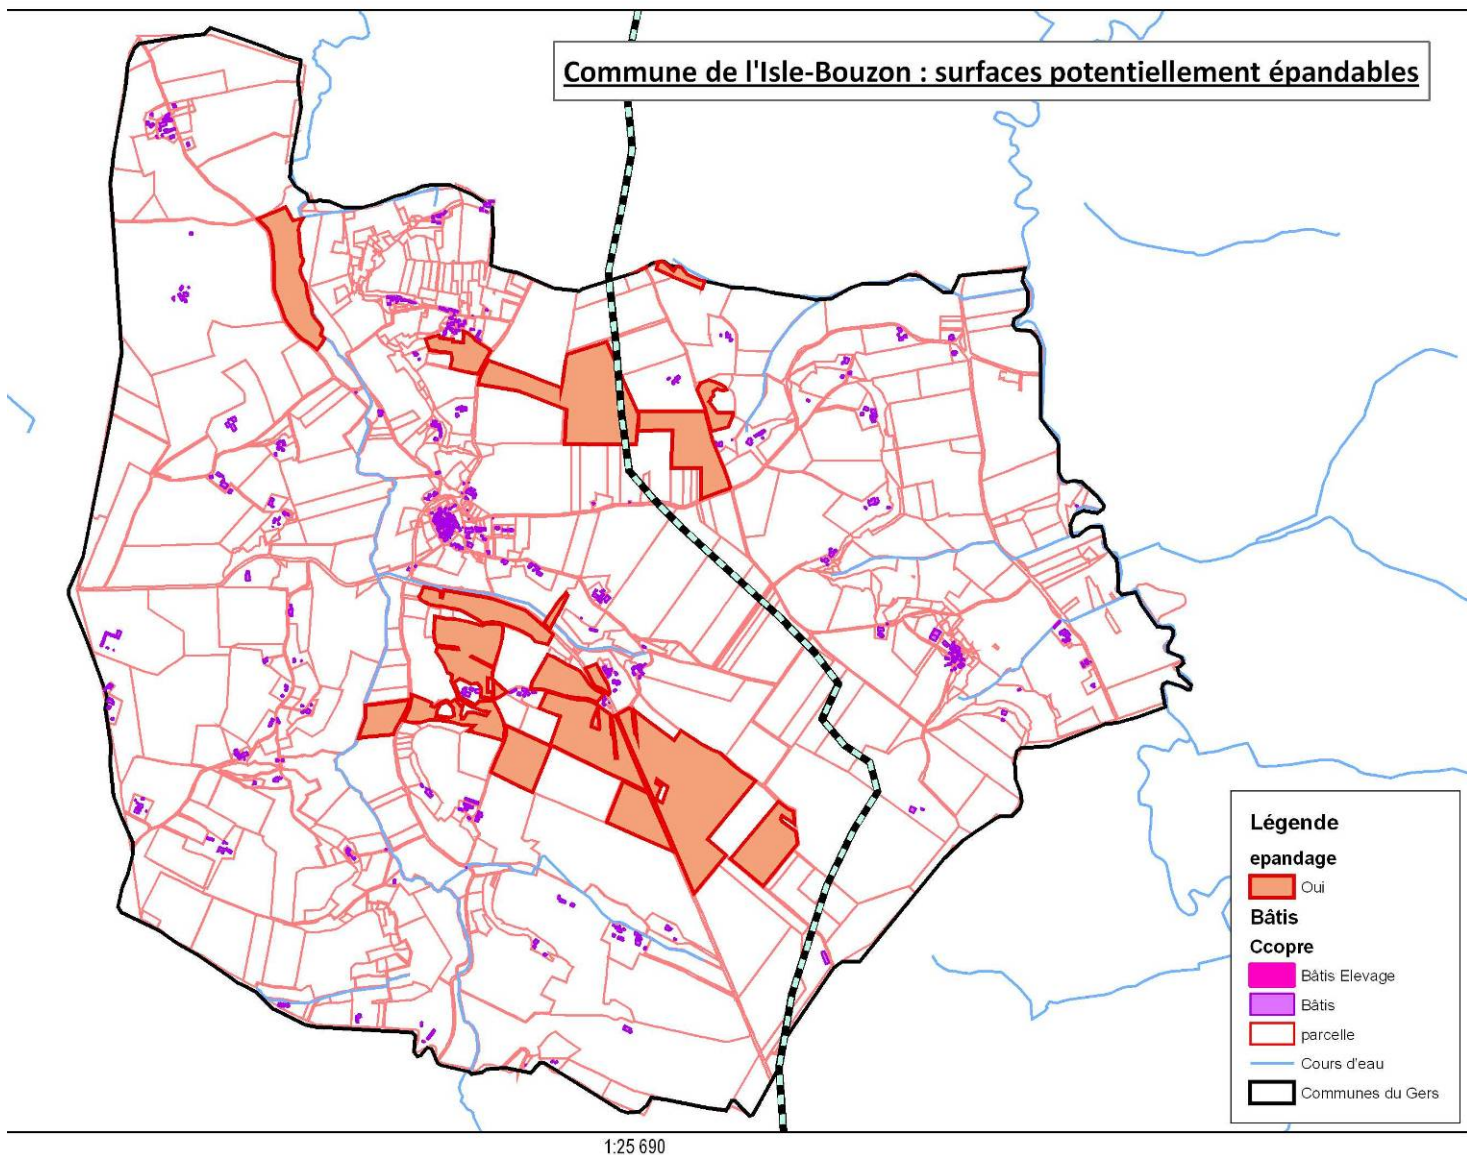 Commune de l'Isle-Bouzon : surfaces potentiellement épandables
Légende
epandage
Oui
Bâtis
Ccopre
Bâtis Elevage
Bâtis
parcelle
Cours d'eau
Communes du Gers
1:25 690